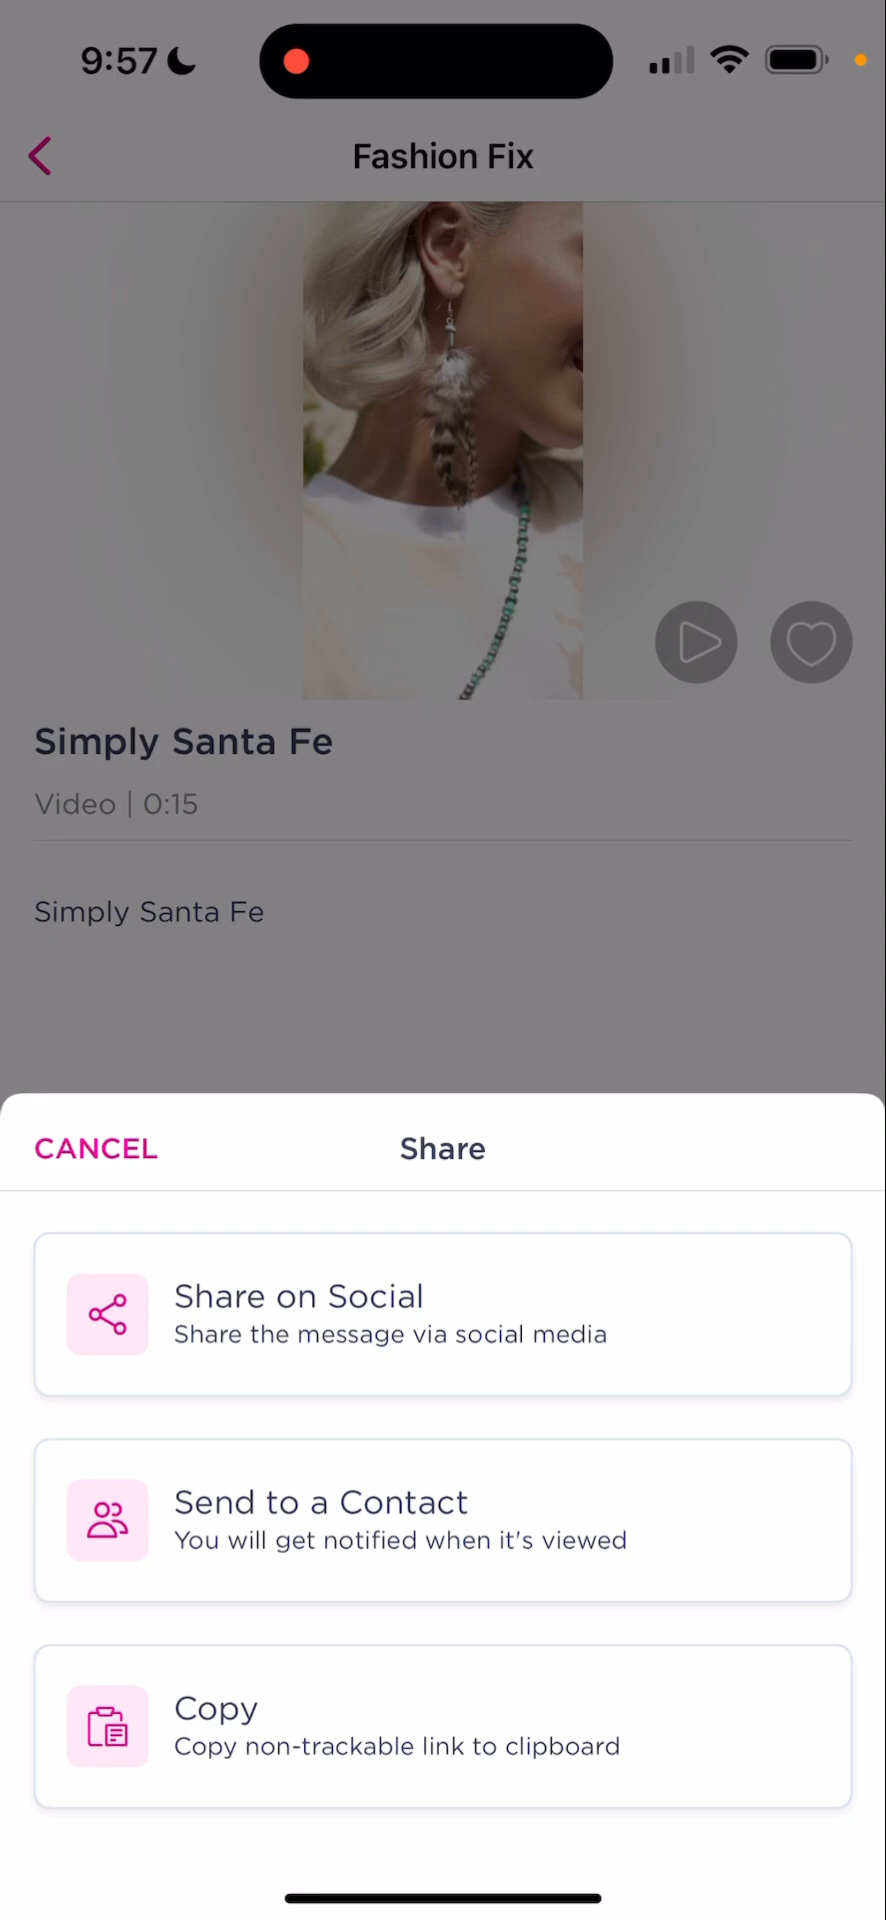 9:57
Fashion Fix
Simply Santa Fe
Video | 0:15
Simply Santa Fe
CANCEL
Share
Share on Social
Share the message via social media
Send to a Contact
You will get notified when it's viewed
Copy
Copy non-trackable link to clipboard